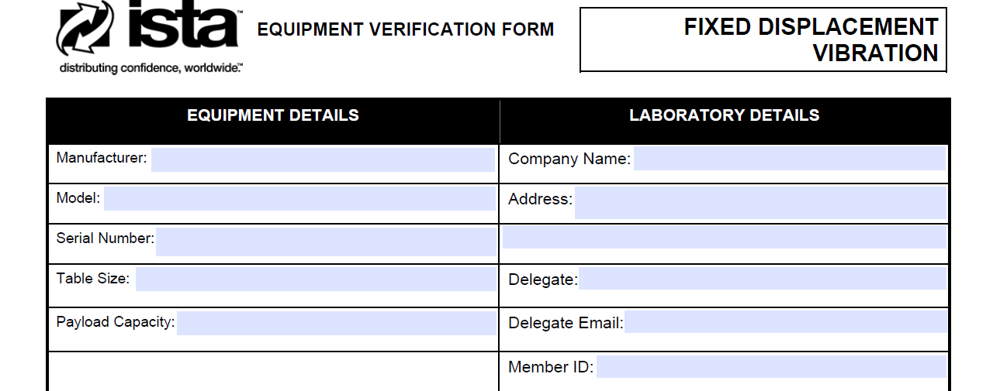 ista™
distributing confidence, worldwide.™
EQUIPMENT VERIFICATION FORM
FIXED DISPLACEMENT
VIBRATION
EQUIPMENT DETAILS
LABORATORY DETAILS
Manufacturer:
Company Name:
Model:
Address:
Serial Number:
Table Size:
Delegate:
Payload Capacity:
Delegate Email:
Member ID: